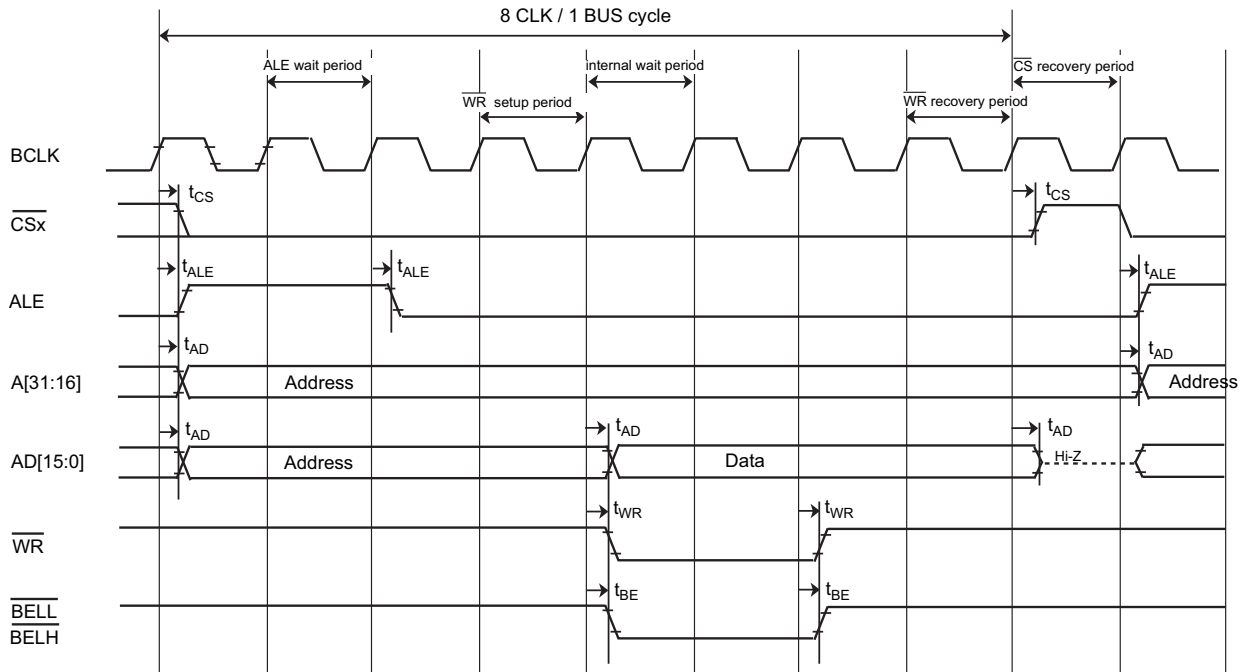 8 CLK / 1 BUS cycle
ALE wait period
WR setup period
internal wait period
WR recovery period
CS recovery period
BCLK
tCS
tCS
CSx
tALE
tALE
tALE
ALE
tAD
tAD
A[31:16]
Address
Address
tAD
tAD
tAD
AD[15:0]
Address
Data
Hi-Z
tWR
tWR
WR
tBE
tBE
BELL
BELH